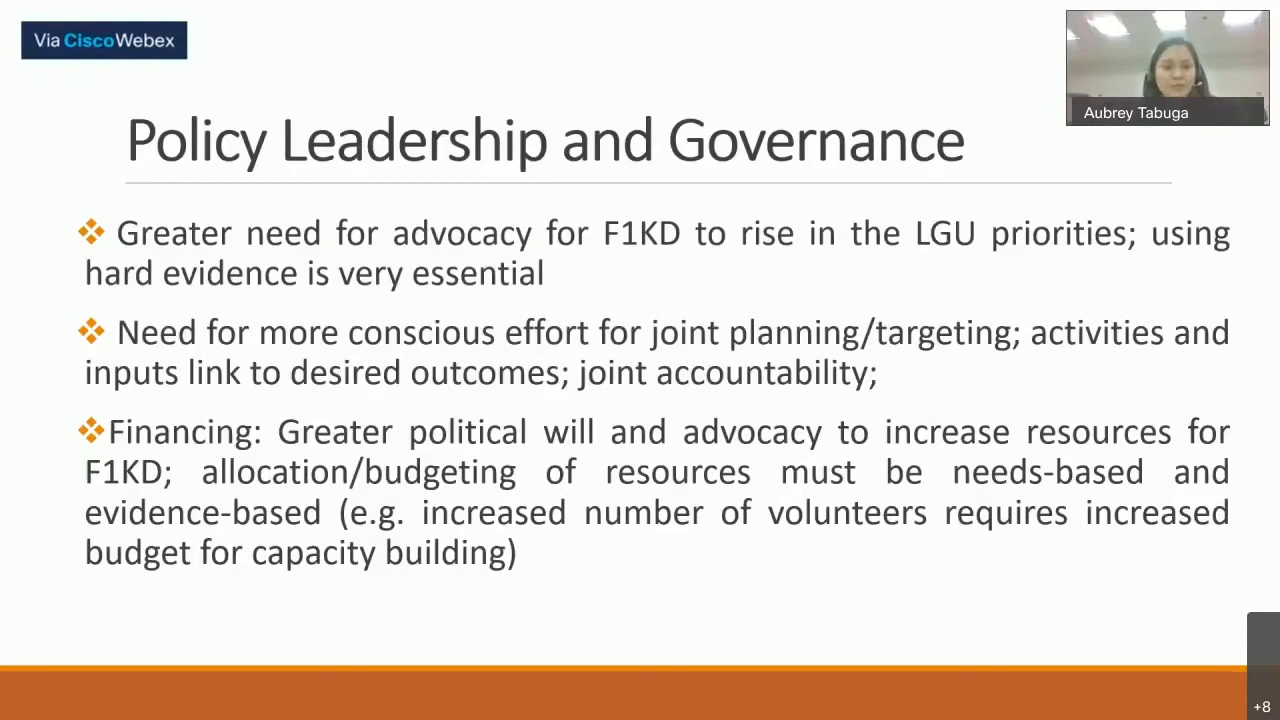 Via CiscoWebex
Aubrey Tabuga
Policy Leadership and Governance
Greater need for advocacy for F1KD to rise in the LGU priorities; using
hard evidence is very essential
Need for more conscious effort for joint planning/targeting; activities and
inputs link to desired outcomes; joint accountability;
Financing: Greater political will and advocacy to increase resources for
F1KD; allocation/budgeting of resources must be needs-based and
evidence-based (e.g. increased number of volunteers requires increased
budget for capacity building)
+8